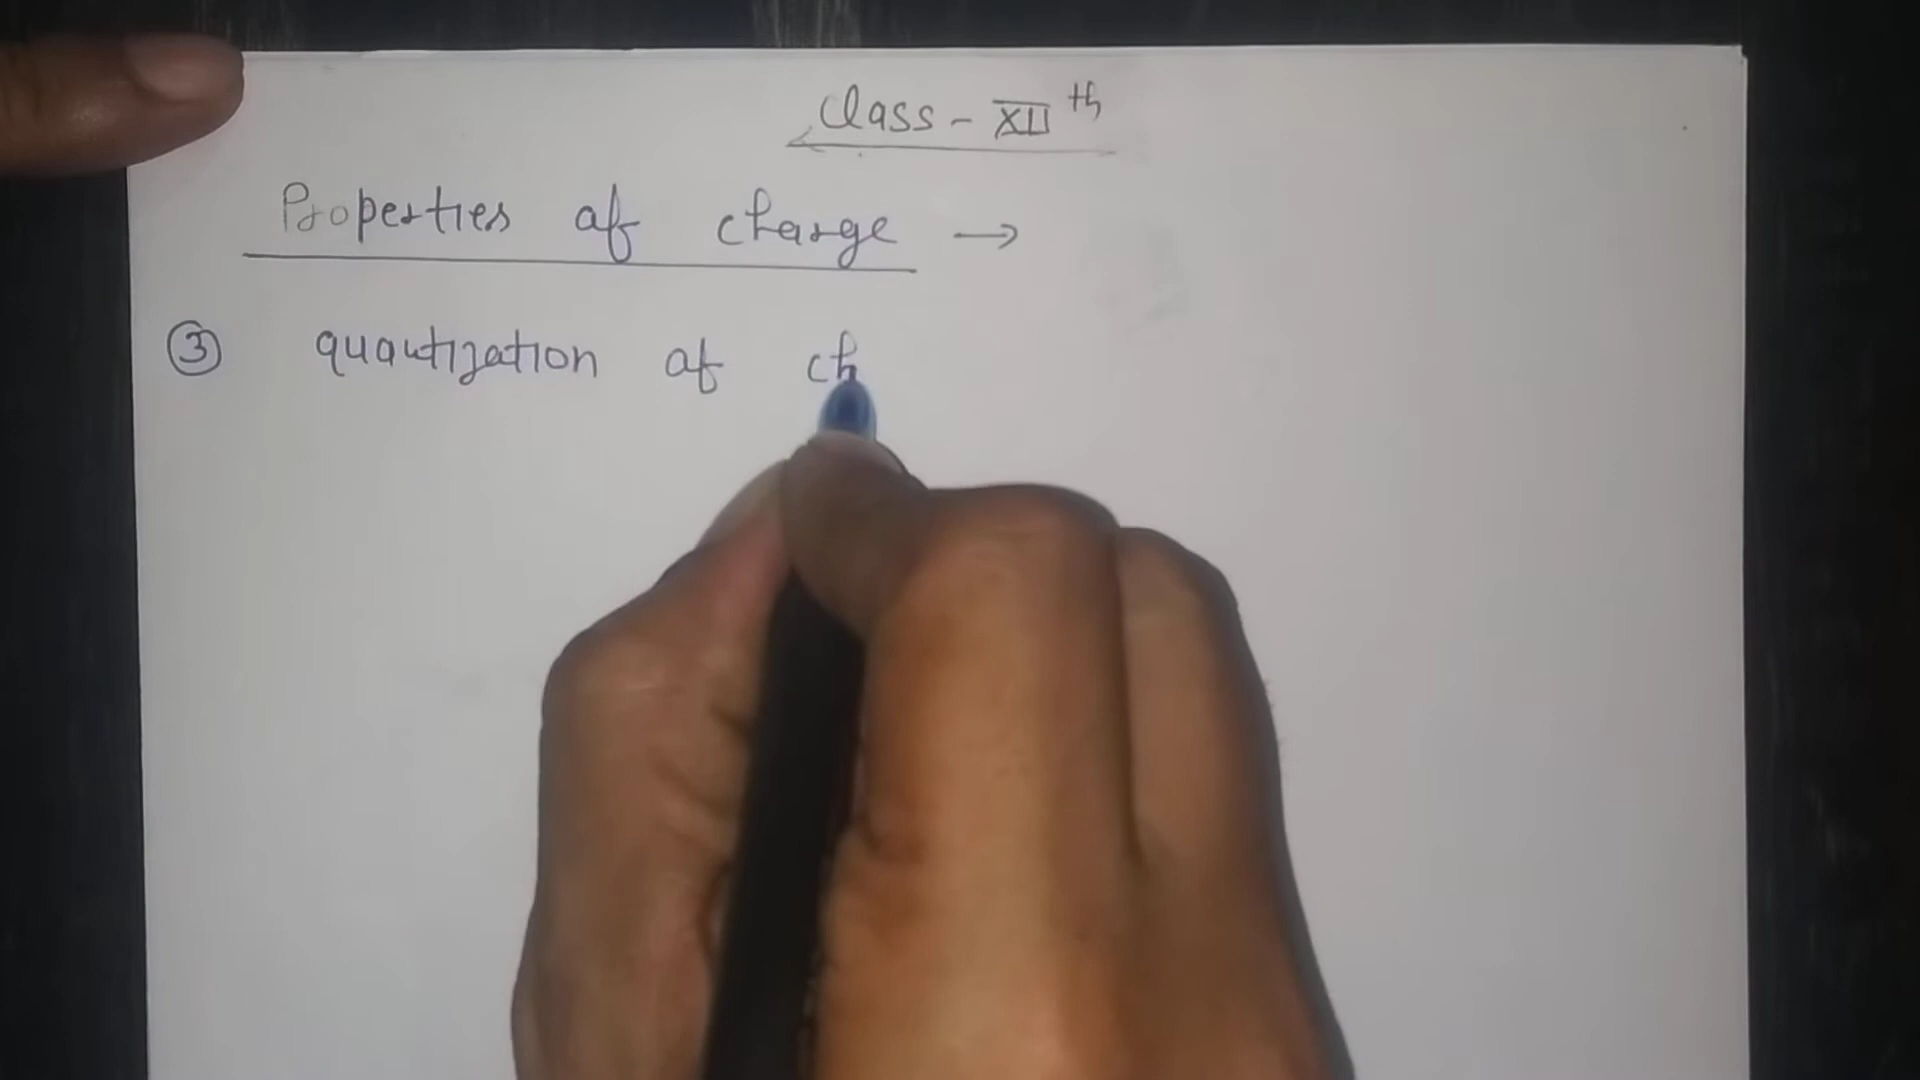 Class - XII th
Properties of charge →
③ quantization of ch